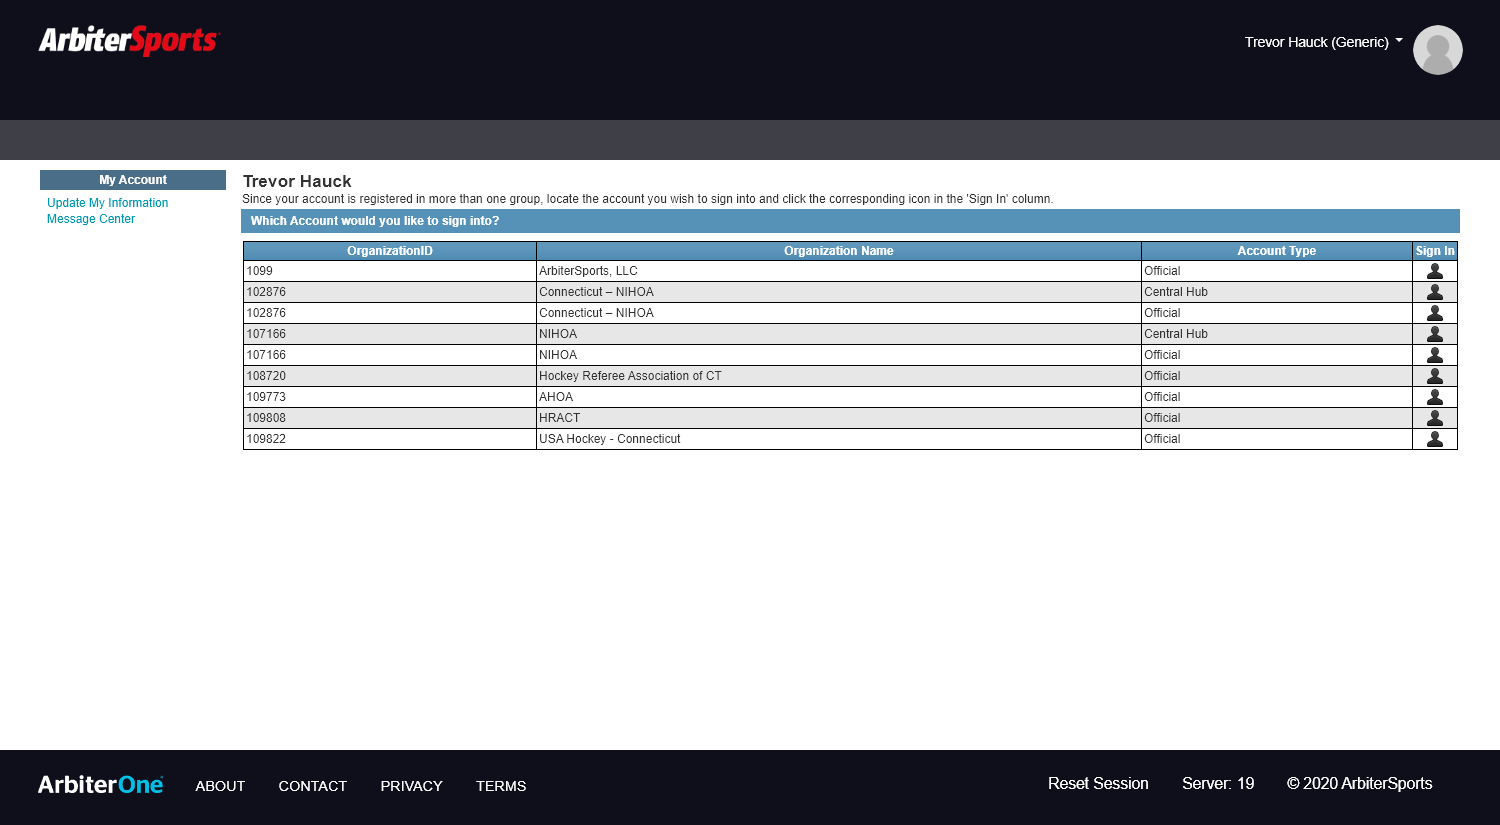 ArbiterSports
Trevor Hauck (Generic)
My Account
Update My Information
Message Center
Trevor Hauck
Since your account is registered in more than one group, locate the account you wish to sign into and click the corresponding icon in the 'Sign In' column.
Which Account would you like to sign into?
OrganizationID Organization Name Account Type Sign In
1099 ArbiterSports, LLC Official
102876 Connecticut – NIHOA Central Hub
102876 Connecticut – NIHOA Official
107166 NIHOA Central Hub
107166 NIHOA Official
108720 Hockey Referee Association of CT Official
109773 AHOA Official
109808 HRACT Official
109822 USA Hockey - Connecticut Official
ArbiterOne ABOUT CONTACT PRIVACY TERMS Reset Session Server: 19 © 2020 ArbiterSports